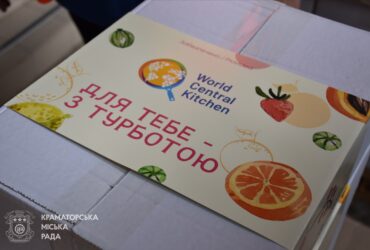 World
Central
Kitchen
ДЛЯ ТЕБЕ -
З ТУРБОТОЮ
КРАМАТОРСЬКА
МІСЬКА
РАДА